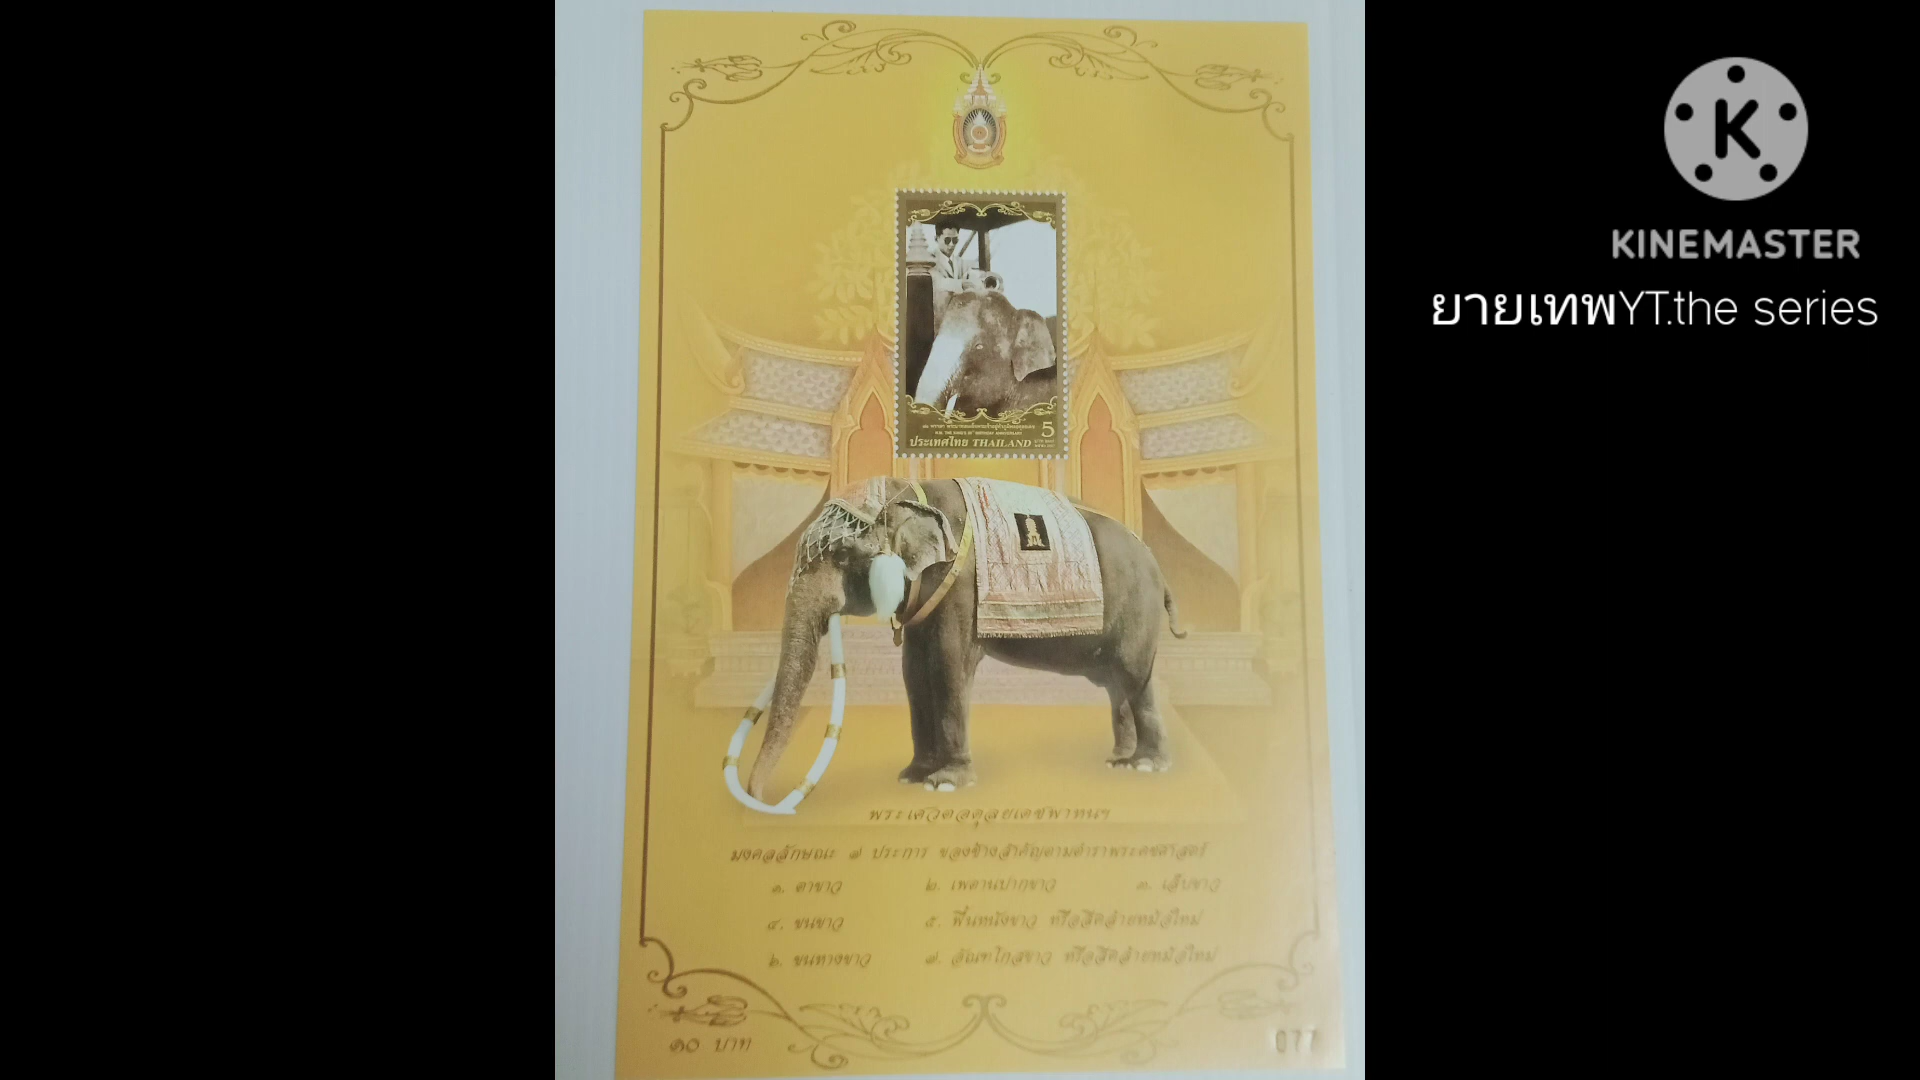 KINEMASTER
ยายเทพYT.the series
5
ประเทศไทย THAILAND
พระเศวตอดุลยเดชพาหนฯ
มงคลลักษณะ ๗ ประการ ของช้างสำคัญตามตำราพระคชศาสตร์
๑. ตาขาว ๒. เพดานปากขาว ๓. เล็บขาว
๔. ขนขาว ๕. พื้นหนังขาว หรือสีคล้ายหม้อใหม่
๖. ขนหางขาว ๗. อัณฑโกสขาว หรือสีคล้ายหม้อใหม่
๑๐ บาท
077